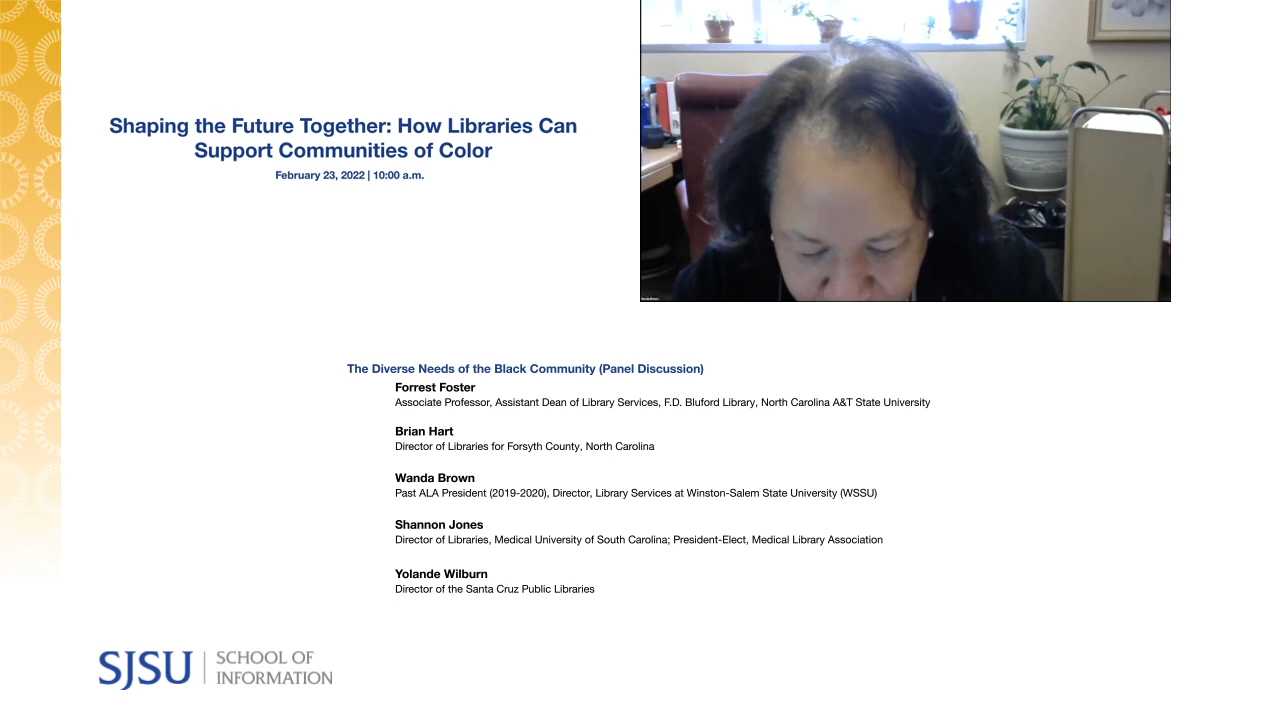 Shaping the Future Together: How Libraries Can
Support Communities of Color
February 23, 2022 | 10:00 a.m.
Wanda Brown
The Diverse Needs of the Black Community (Panel Discussion)
Forrest Foster
Associate Professor, Assistant Dean of Library Services, F.D. Bluford Library, North Carolina A&T State University
Brian Hart
Director of Libraries for Forsyth County, North Carolina
Wanda Brown
Past ALA President (2019-2020), Director, Library Services at Winston-Salem State University (WSSU)
Shannon Jones
Director of Libraries, Medical University of South Carolina; President-Elect, Medical Library Association
Yolande Wilburn
Director of the Santa Cruz Public Libraries
SJSU
SCHOOL OF
INFORMATION